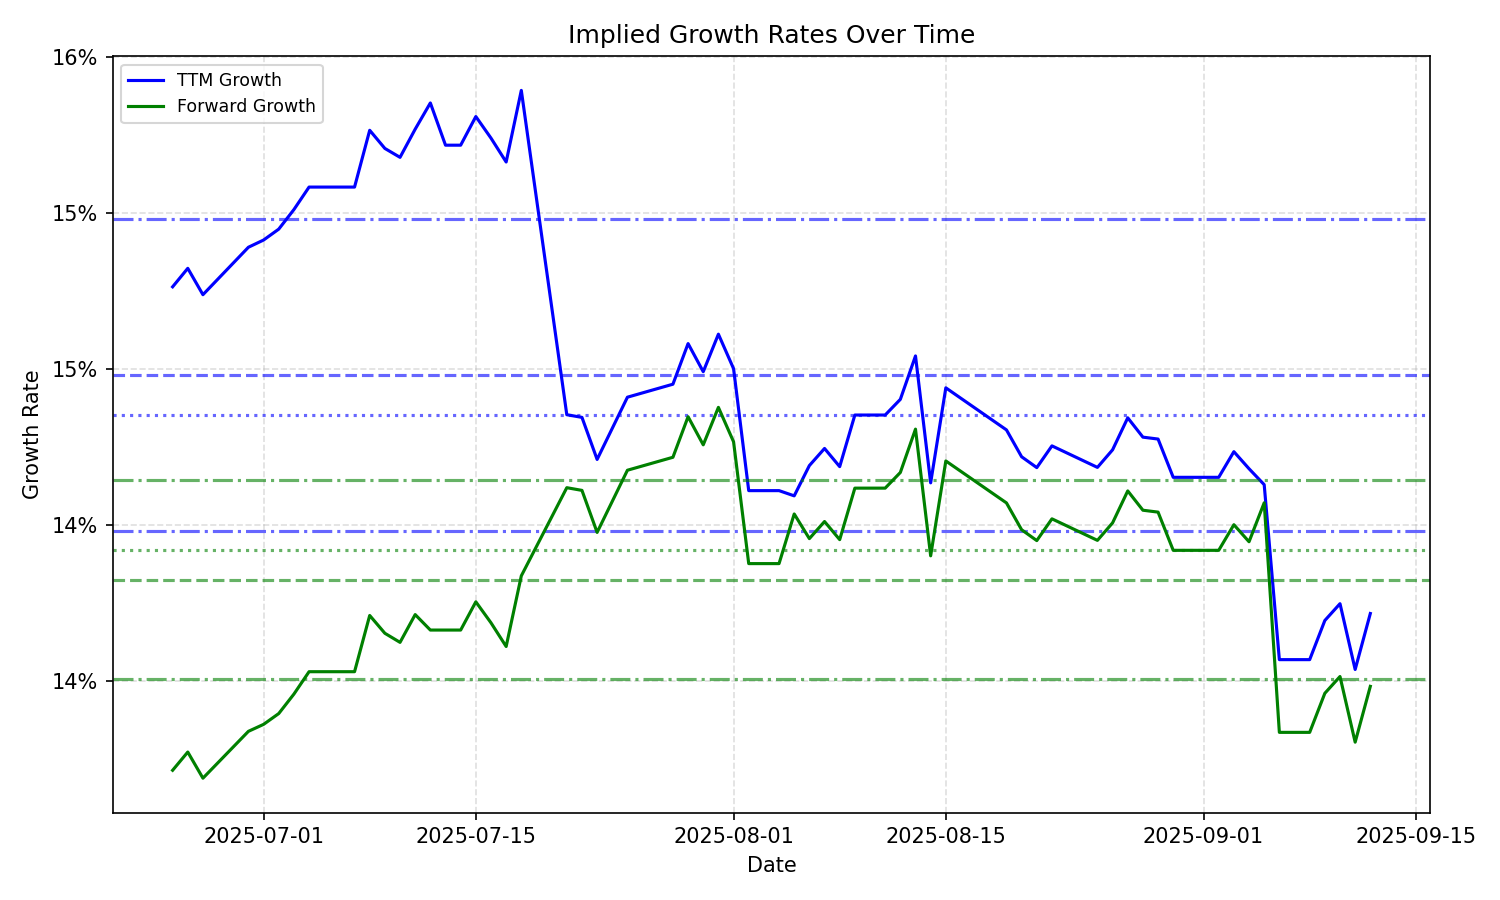 Implied Growth Rates Over Time
TTM Growth
Forward Growth
16%
15%
15%
14%
14%
Growth Rate
2025-07-01
2025-07-15
2025-08-01
2025-08-15
2025-09-01
2025-09-15
Date